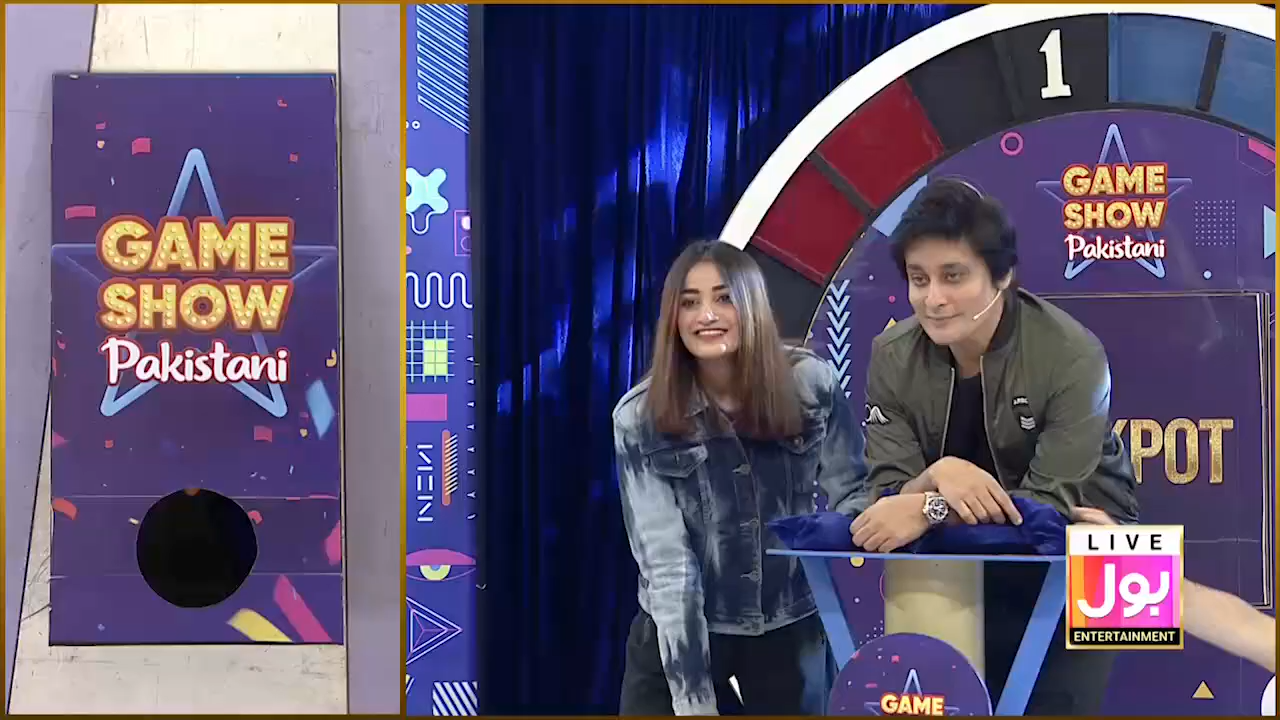 GAME
SHOW
Pakistani
1
GAME
SHOW
Pakistani
KPOT
LIVE
بول
ENTERTAINMENT
GAME